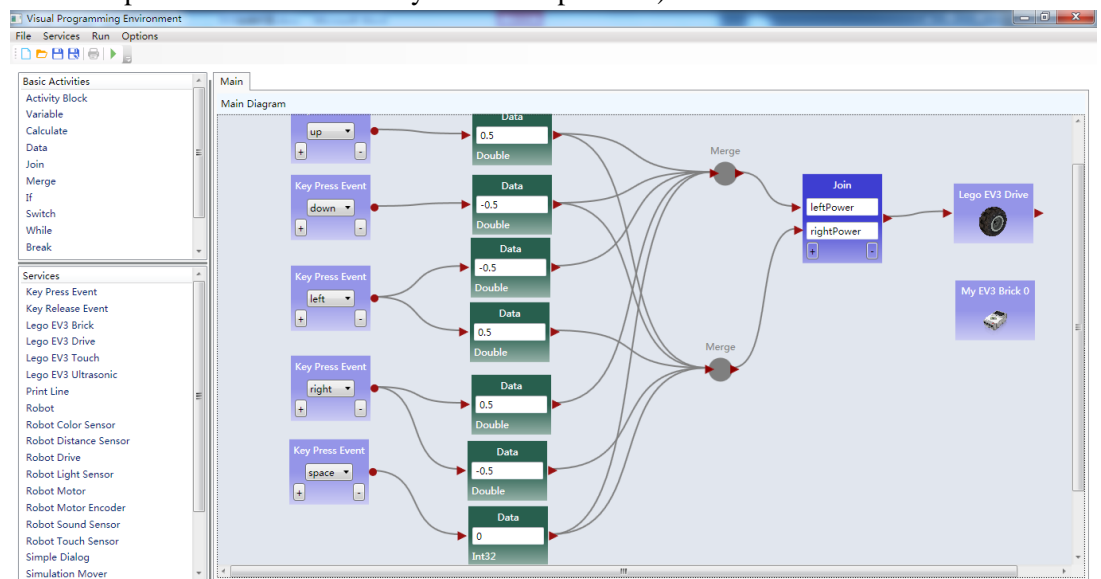 Visual Programming Environment
File Services Run Options
Basic Activities
Activity Block
Variable
Calculate
Data
Join
Merge
If
Switch
While
Break
Services
Key Press Event
Key Release Event
Lego EV3 Brick
Lego EV3 Drive
Lego EV3 Touch
Lego EV3 Ultrasonic
Print Line
Robot
Robot Color Sensor
Robot Distance Sensor
Robot Drive
Robot Light Sensor
Robot Motor
Robot Motor Encoder
Robot Sound Sensor
Robot Touch Sensor
Simple Dialog
Simulation Mover
Main
Main Diagram
up
+ -
Key Press Event
down
+ -
Key Press Event
left
+ -
Key Press Event
right
+ -
Key Press Event
space
+ -
Data
0.5
Double
Data
-0.5
Double
Data
-0.5
Double
Data
0.5
Double
Data
0.5
Double
Data
-0.5
Double
Data
0
Int32
Merge
Merge
Join
leftPower
rightPower
+ -
Lego EV3 Drive
My EV3 Brick 0